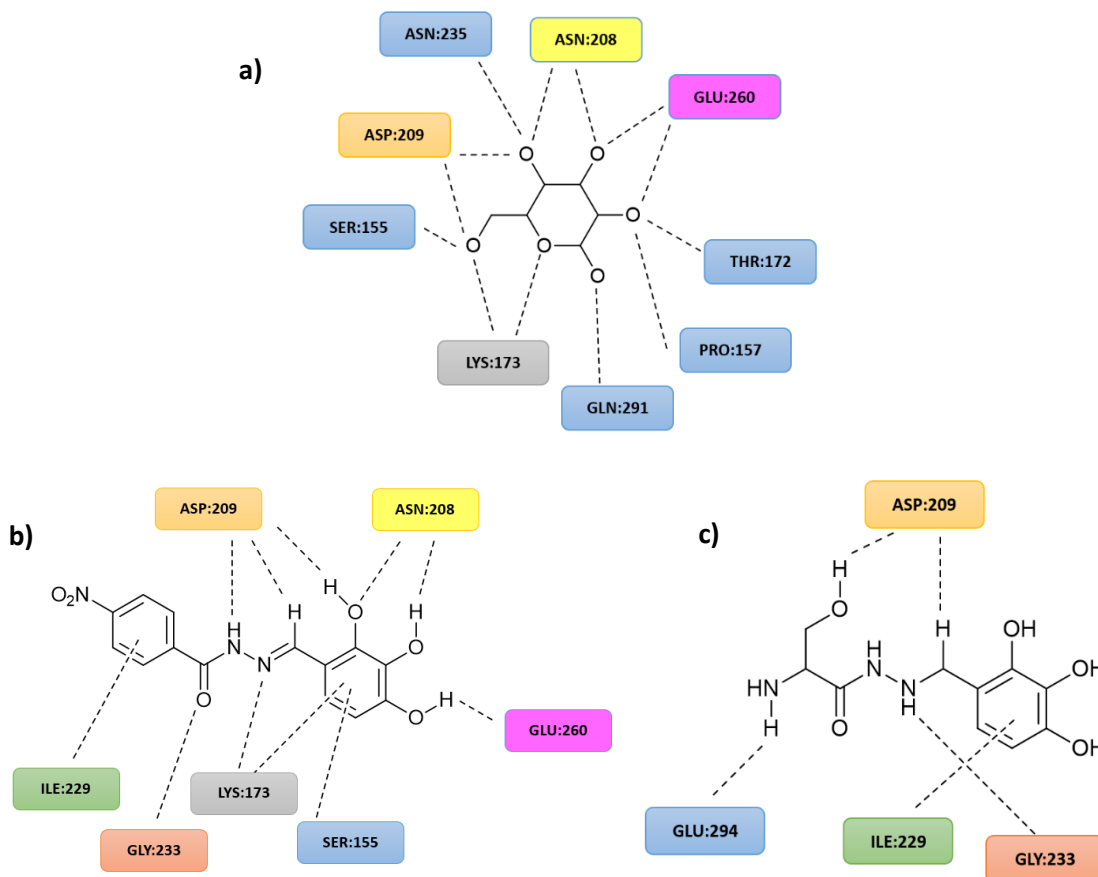 a)
ASN:235
ASN:208
GLU:260
ASP:209
SER:155
O
O
O
O
O
O
THR:172
LYS:173
PRO:157
GLN:291
b)
ASP:209
ASN:208
O2N
H
N
N
H
H
O
H
O
O
O
H
ILE:229
GLY:233
LYS:173
SER:155
GLU:260
c)
ASP:209
H
O
H
OH
HN
H
NH
NH
O
OH
OH
GLU:294
ILE:229
GLY:233